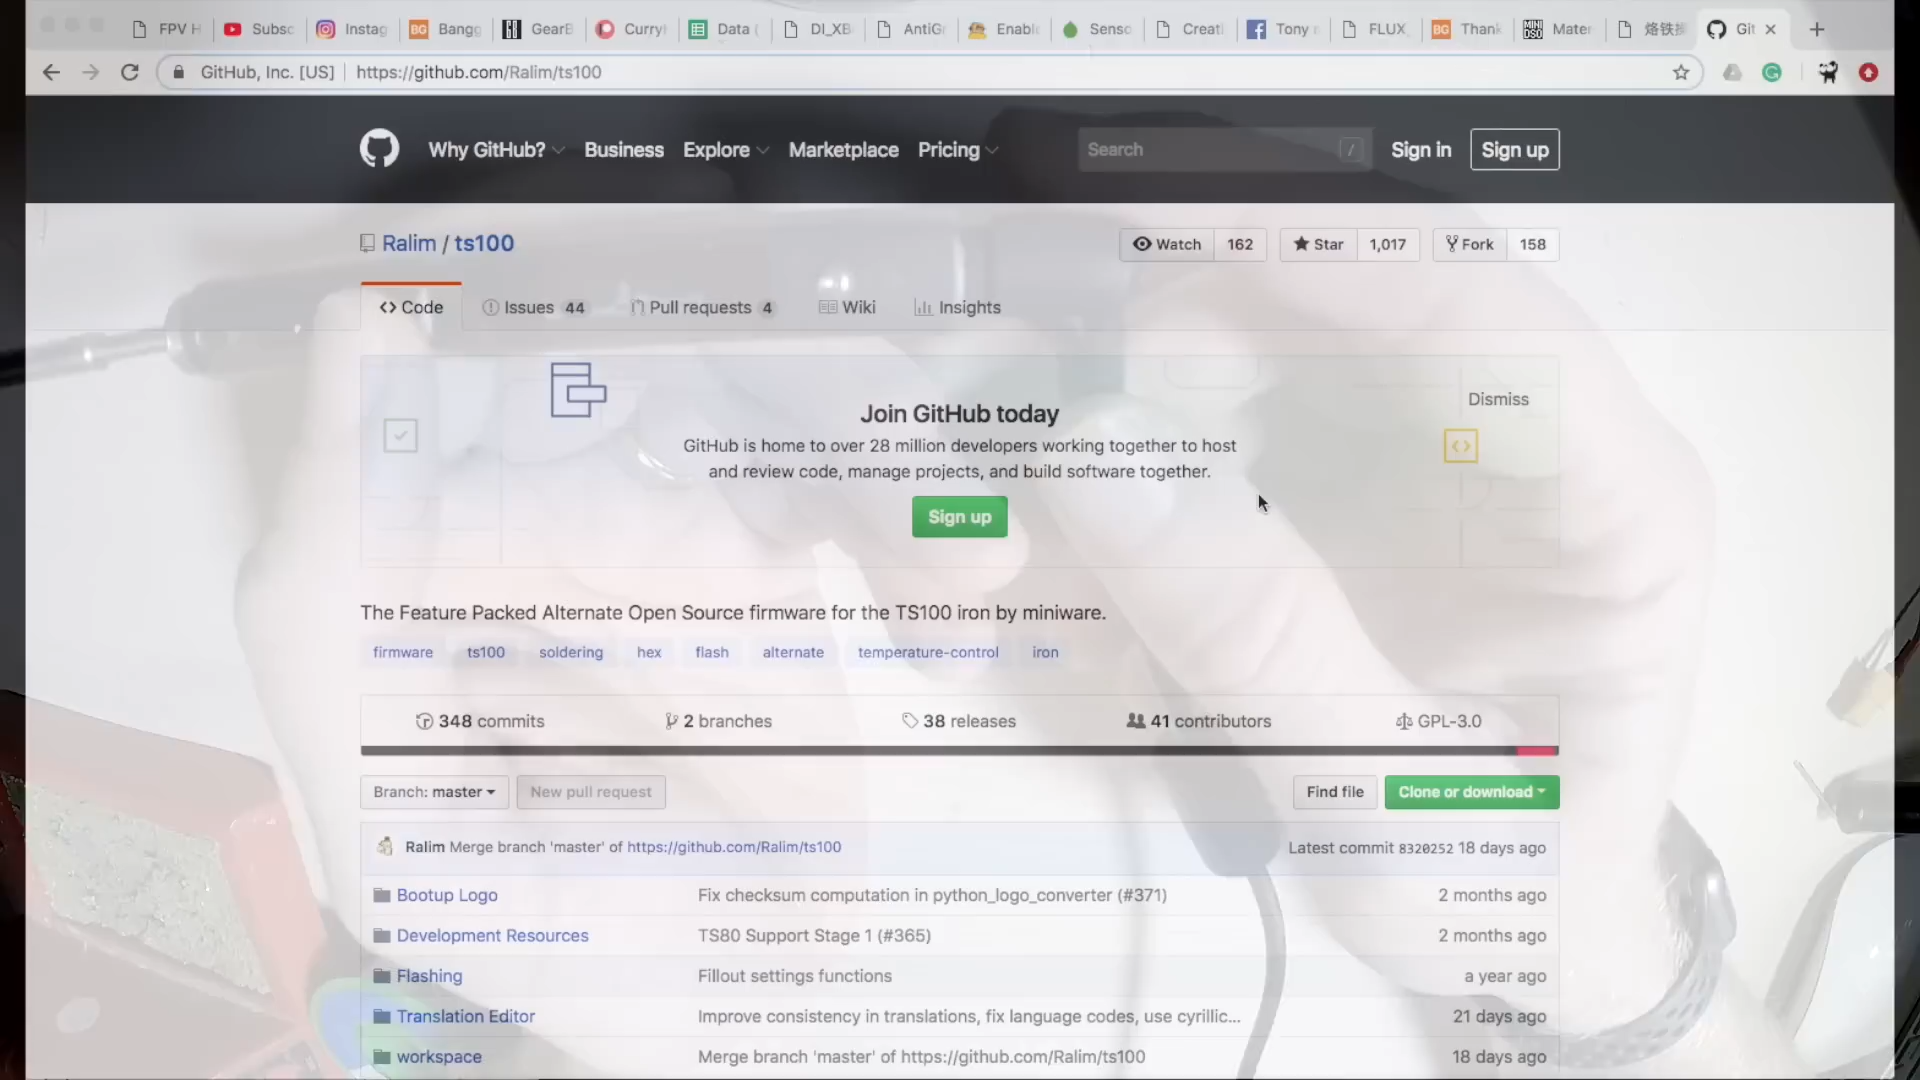 FPV H Subsc Instag Bangg GearB Curry Data ( DI_XB AntiGr Enabl Senso Creati Tony FLUX Thank Mater 烙铁 Git
GitHub, Inc. [US] https://github.com/Ralim/ts100
Why GitHub? Business Explore Marketplace Pricing Search / Sign in Sign up
Ralim / ts100 Watch 162 Star 1,017 Fork 158
Code Issues 44 Pull requests 4 Wiki Insights
Dismiss
Join GitHub today
GitHub is home to over 28 million developers working together to host
and review code, manage projects, and build software together.
Sign up
The Feature Packed Alternate Open Source firmware for the TS100 iron by miniware.
firmware ts100 soldering hex flash alternate temperature-control iron
348 commits 2 branches 38 releases 41 contributors GPL-3.0
Branch: master New pull request Find file Clone or download
Ralim Merge branch 'master' of https://github.com/Ralim/ts100 Latest commit 8320252 18 days ago
Bootup Logo Fix checksum computation in python_logo_converter (#371) 2 months ago
Development Resources TS80 Support Stage 1 (#365) 2 months ago
Flashing Fillout settings functions a year ago
Translation Editor Improve consistency in translations, fix language codes, use cyrillic... 21 days ago
workspace Merge branch 'master' of https://github.com/Ralim/ts100 18 days ago